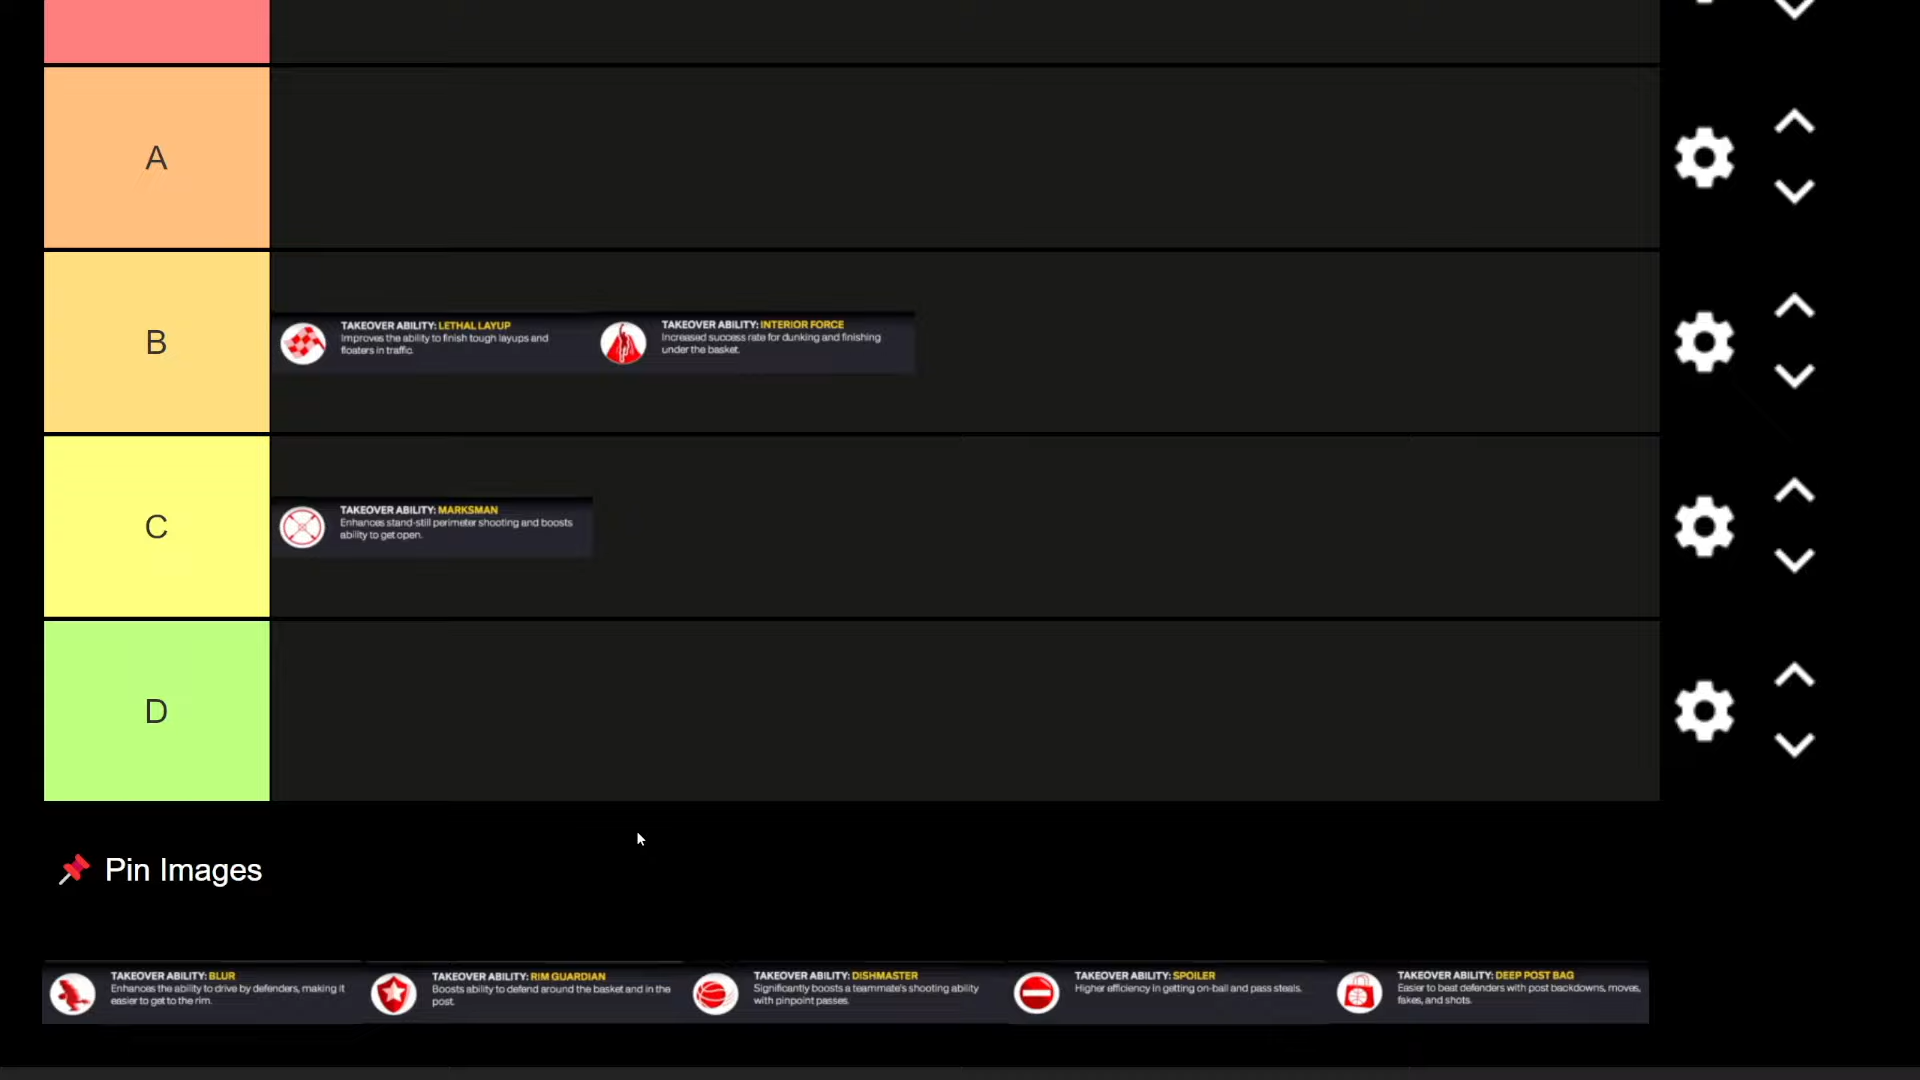 A
B
TAKEOVER ABILITY: LETHAL LAYUP
Improves the ability to finish tough layups and
floaters in traffic.
TAKEOVER ABILITY: INTERIOR FORCE
Increased success rate for dunking and finishing
under the basket.
C
TAKEOVER ABILITY: MARKSMAN
Enhances stand-still perimeter shooting and boosts
ability to get open.
D
Pin Images
TAKEOVER ABILITY: BLUR
Enhances the ability to drive by defenders, making it
easier to get to the rim.
TAKEOVER ABILITY: RIM GUARDIAN
Boosts ability to defend around the basket and in the
post.
TAKEOVER ABILITY: DISHMASTER
Significantly boosts a teammate's shooting ability
with pinpoint passes.
TAKEOVER ABILITY: SPOILER
Higher efficiency in getting on-ball and pass steals.
TAKEOVER ABILITY: DEEP POST BAG
Easier to beat defenders with post backdowns, moves,
fakes, and shots.